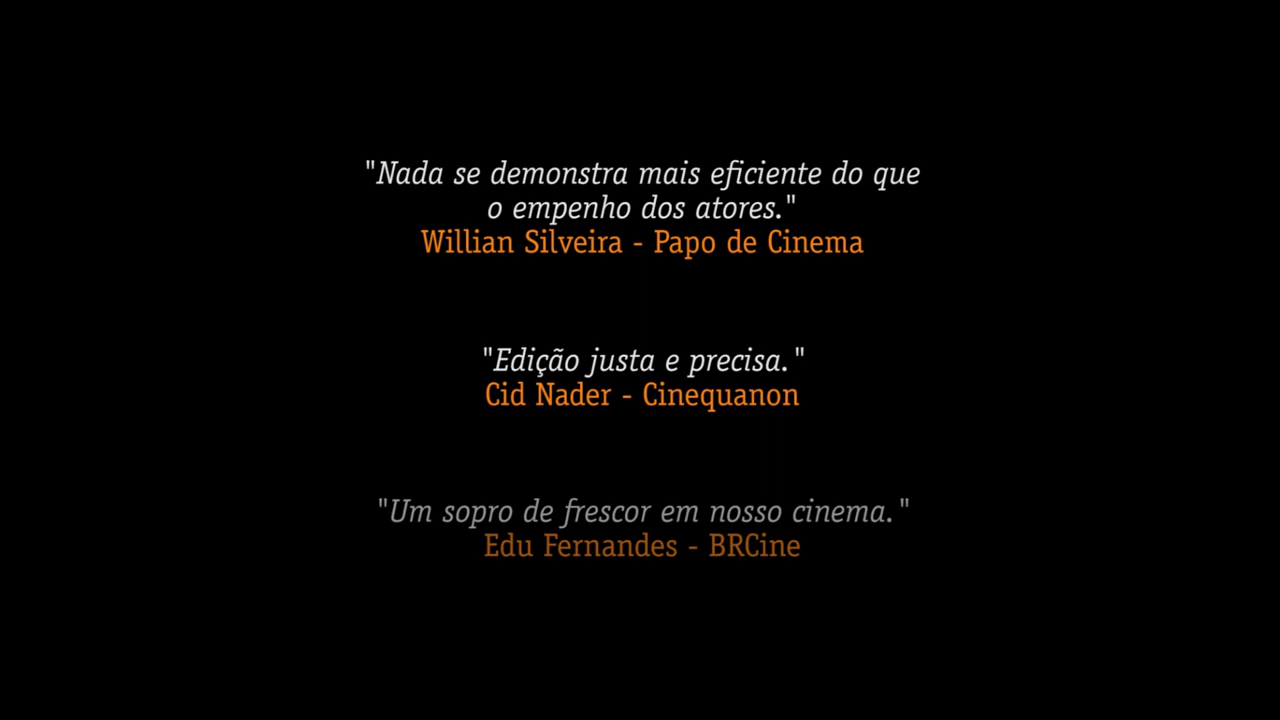 "Nada se demonstra mais eficiente do que
o empenho dos atores."
Willian Silveira - Papo de Cinema
"Edição justa e precisa."
Cid Nader - Cinequanon
"Um sopro de frescor em nosso cinema."
Edu Fernandes - BRCine